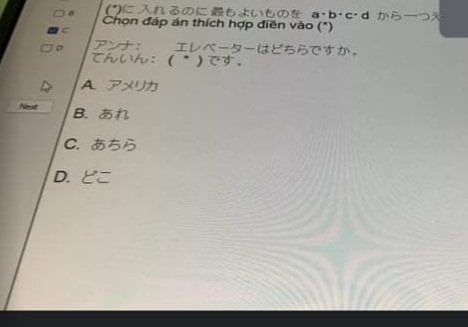 B
C
D
Next
(*)に 入れるのに 最もよいものを a・b・c・d から一つ
Chọn đáp án thích hợp điền vào (*)
アンナ： エレベーターはどちらですか。
てんいん： ( * ) です。
A. アメリカ
B. あれ
C. あちら
D. どこ